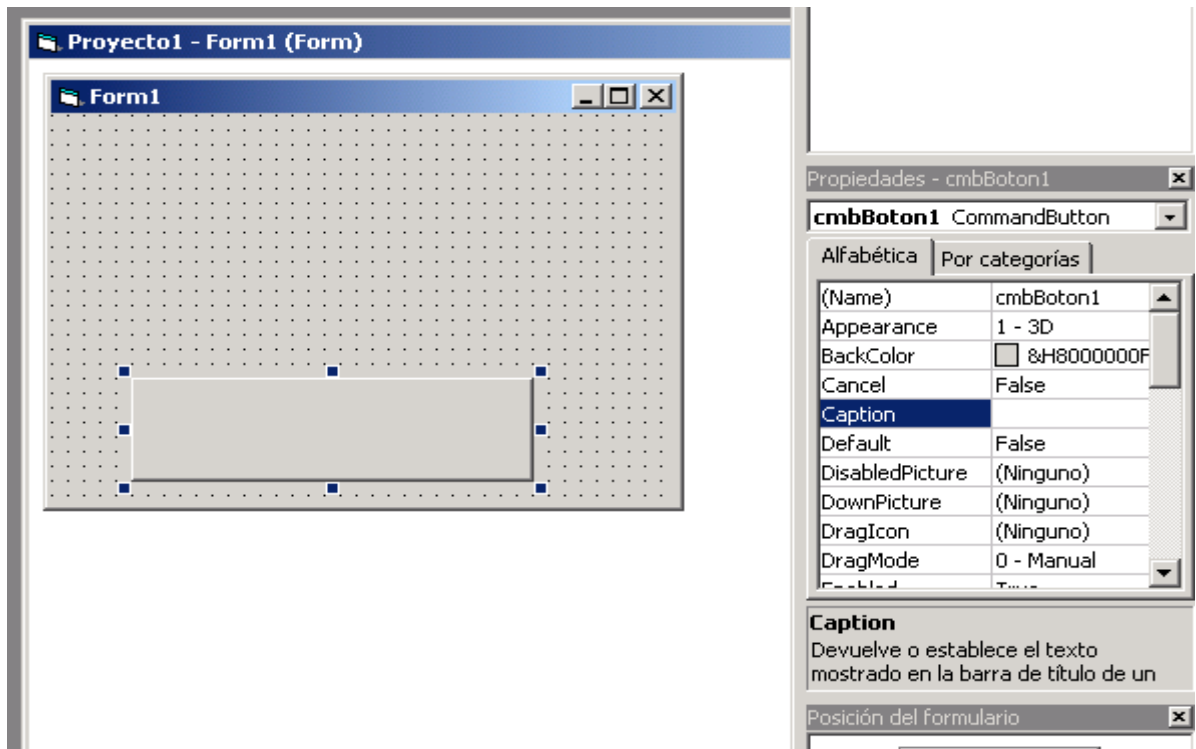 Proyecto1 - Form1 (Form)
Form1
Propiedades - cmbBoton1
cmbBoton1 CommandButton
Alfabética Por categorías
(Name) cmbBoton1
Appearance 1 - 3D
BackColor &H8000000F
Cancel False
Caption
Default False
DisabledPicture (Ninguno)
DownPicture (Ninguno)
DragIcon (Ninguno)
DragMode 0 - Manual
Caption
Devuelve o establece el texto
mostrado en la barra de título de un
Posición del formulario